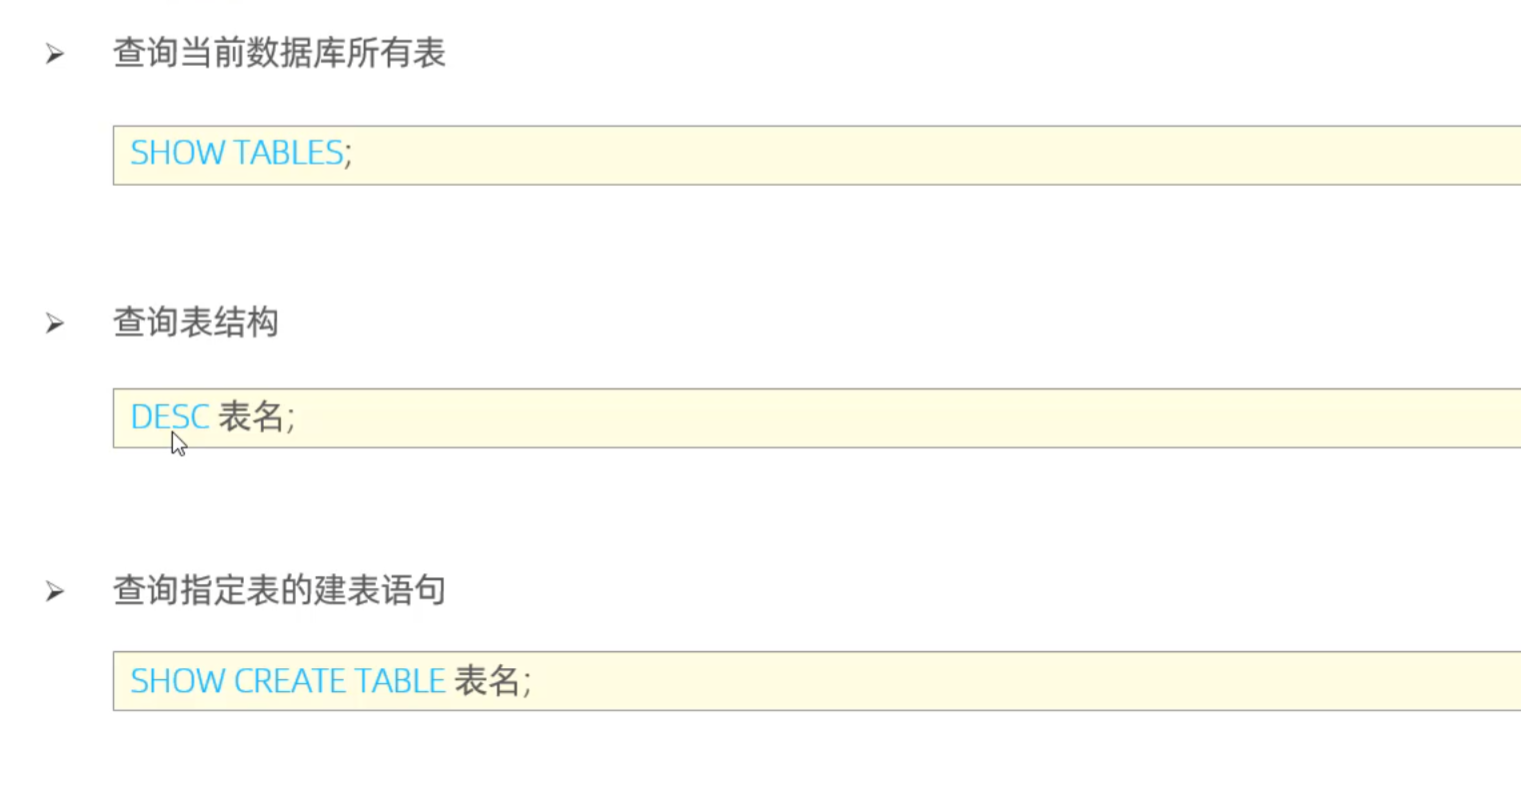 查询当前数据库所有表
SHOW TABLES;
查询表结构
DESC 表名;
查询指定表的建表语句
SHOW CREATE TABLE 表名;